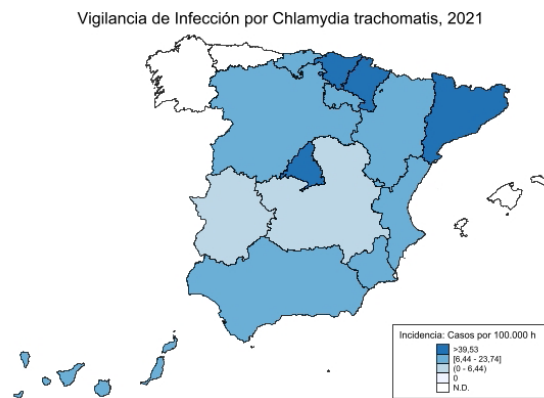 Vigilancia de Infección por Chlamydia trachomatis, 2021
Incidencia: Casos por 100.000 h
>39,53
[6,44 - 23,74]
(0 - 6,44)
0
N.D.